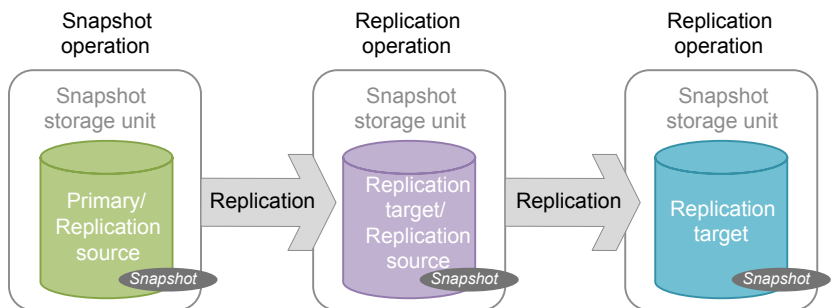 Snapshot
operation
Replication
operation
Replication
operation
Snapshot
storage unit
Snapshot
storage unit
Snapshot
storage unit
Primary/
Replication
source
Replication
Replication
target/
Replication
source
Replication
Replication
target
Snapshot
Snapshot
Snapshot